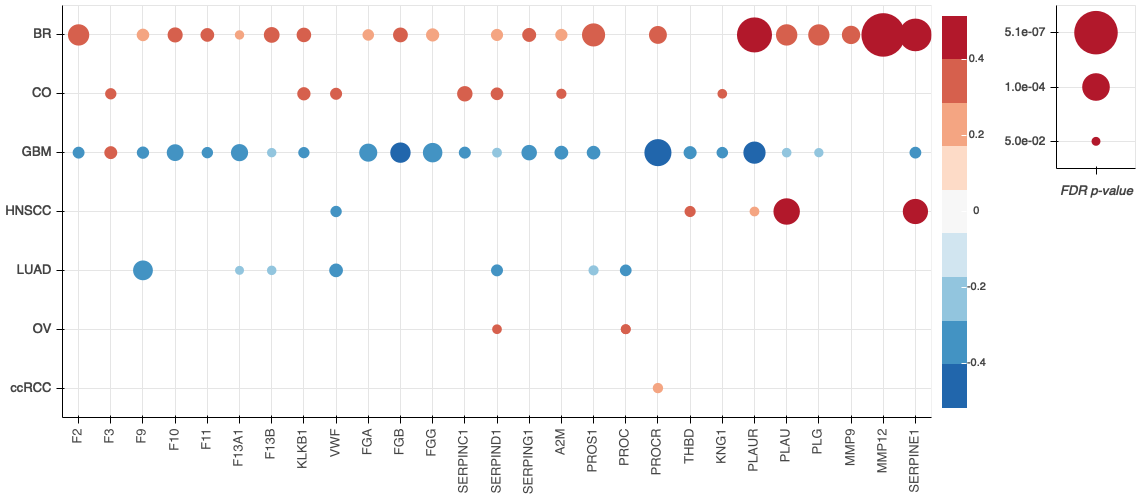 BR
CO
GBM
HNSCC
LUAD
OV
ccRCC
F2
F3
F9
F10
F11
F13A1
F13B
KLKB1
VWF
FGA
FGB
FGG
SERPINC1
SERPIND1
SERPING1
A2M
PROS1
PROC
PROCR
THBD
KNG1
PLAUR
PLAU
PLG
MMP9
MMP12
SERPINE1
0.4
0.2
0
-0.2
-0.4
5.1e-07
1.0e-04
5.0e-02
FDR p-value